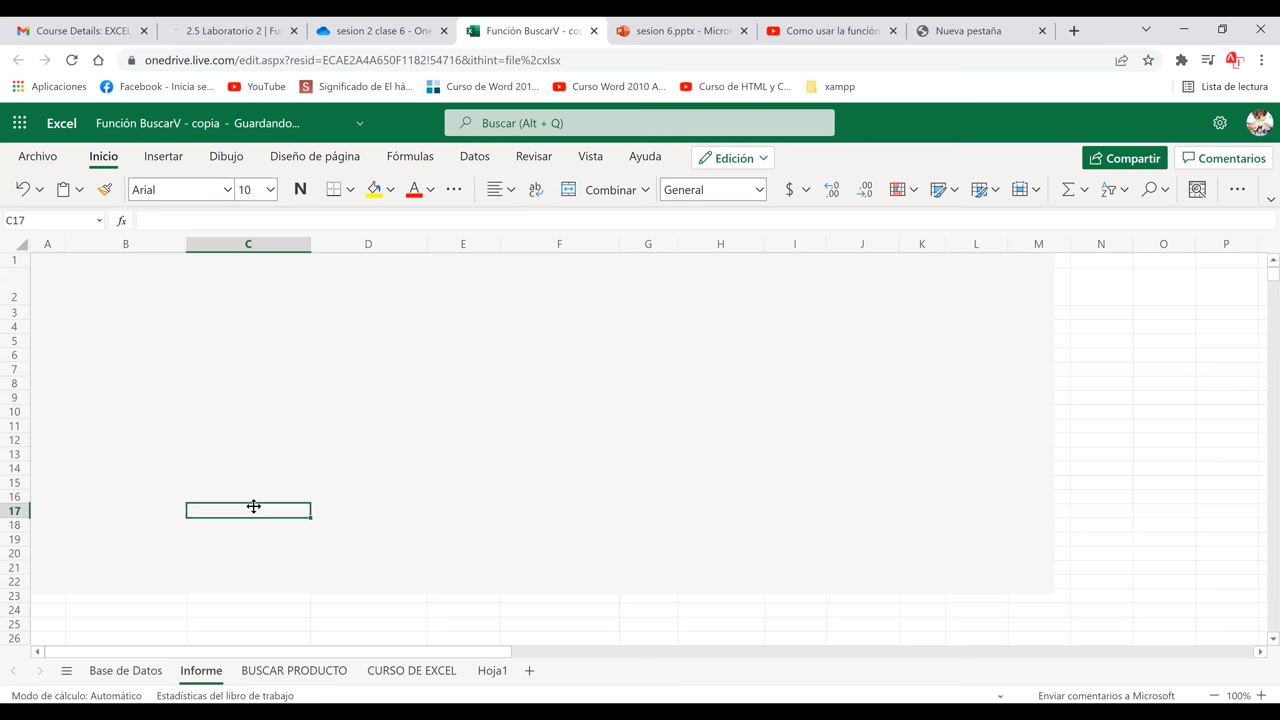 Course Details: EXCEL
2.5 Laboratorio 2 | Fu
sesion 2 clase 6 - One
Función BuscarV - cop
sesion 6.pptx - Micros
Como usar la función
Nueva pestaña
onedrive.live.com/edit.aspx?resid=ECAE2A4A650F1182!54716&ithint=file%2cxlsx
Aplicaciones
Facebook - Inicia se...
YouTube
Significado de El há...
Curso de Word 201...
Curso Word 2010 A...
Curso de HTML y C...
xampp
Lista de lectura
Excel
Función BuscarV - copia - Guardando...
Buscar (Alt + Q)
Archivo Inicio Insertar Dibujo Diseño de página Fórmulas Datos Revisar Vista Ayuda Edición Compartir Comentarios
Arial 10 N A ab Combinar General $ .00 .00
C17 fx
A B C D E F G H I J K L M N O P
1
2
3
4
5
6
7
8
9
10
11
12
13
14
15
16
17
18
19
20
21
22
23
24
25
26
Base de Datos Informe BUSCAR PRODUCTO CURSO DE EXCEL Hoja1
Modo de cálculo: Automático Estadísticas del libro de trabajo Enviar comentarios a Microsoft 100%